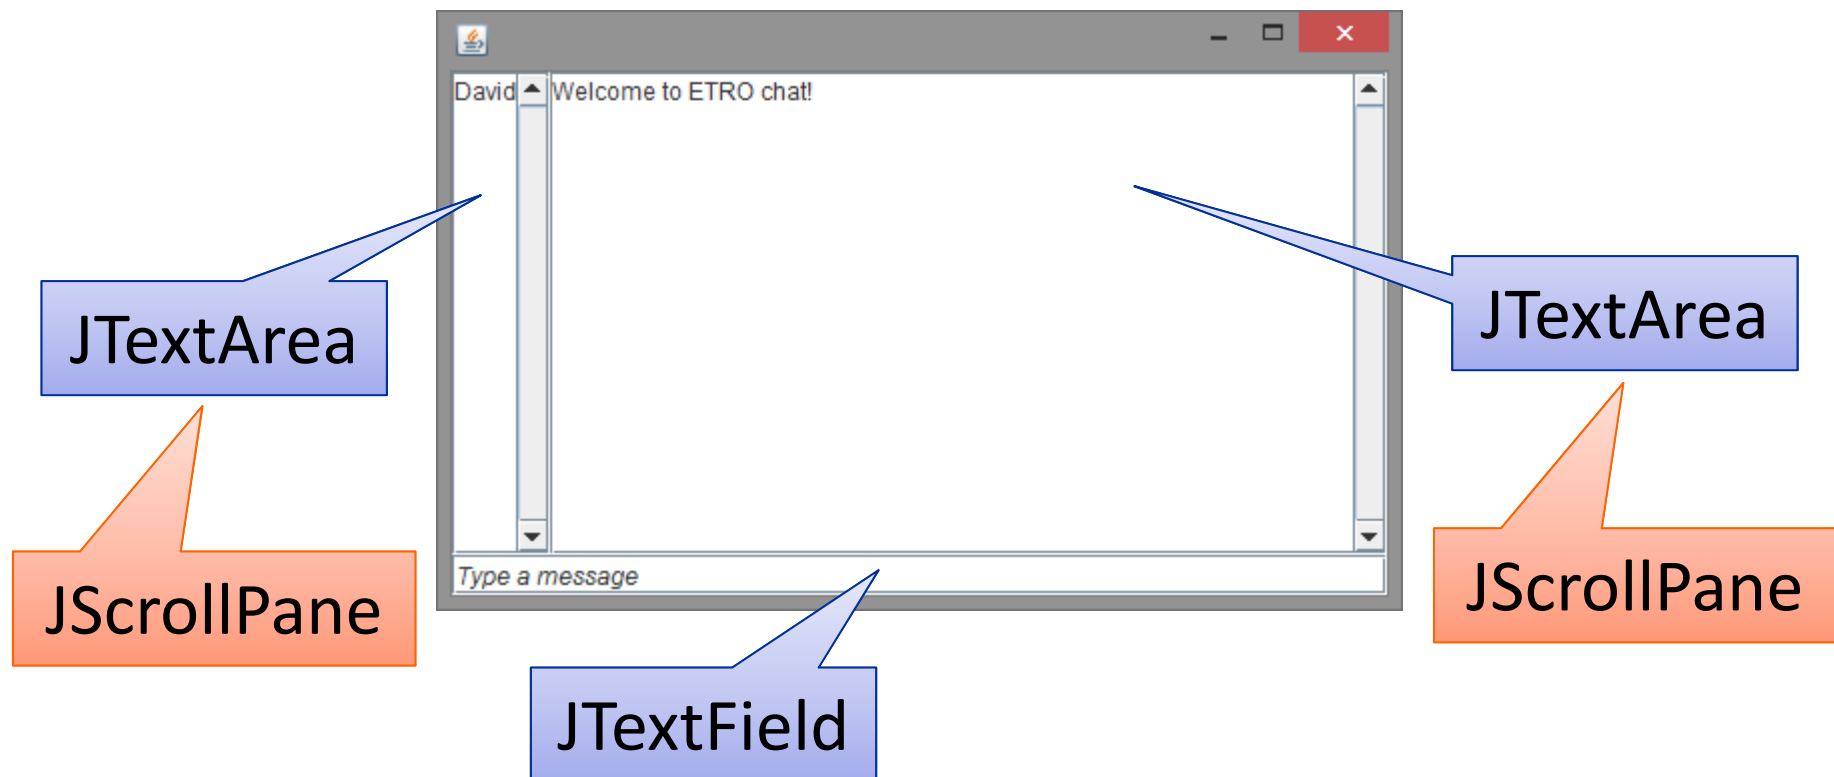 David Welcome to ETRO chat!
JTextArea
JTextArea
JScrollPane
JScrollPane
Type a message
JTextField